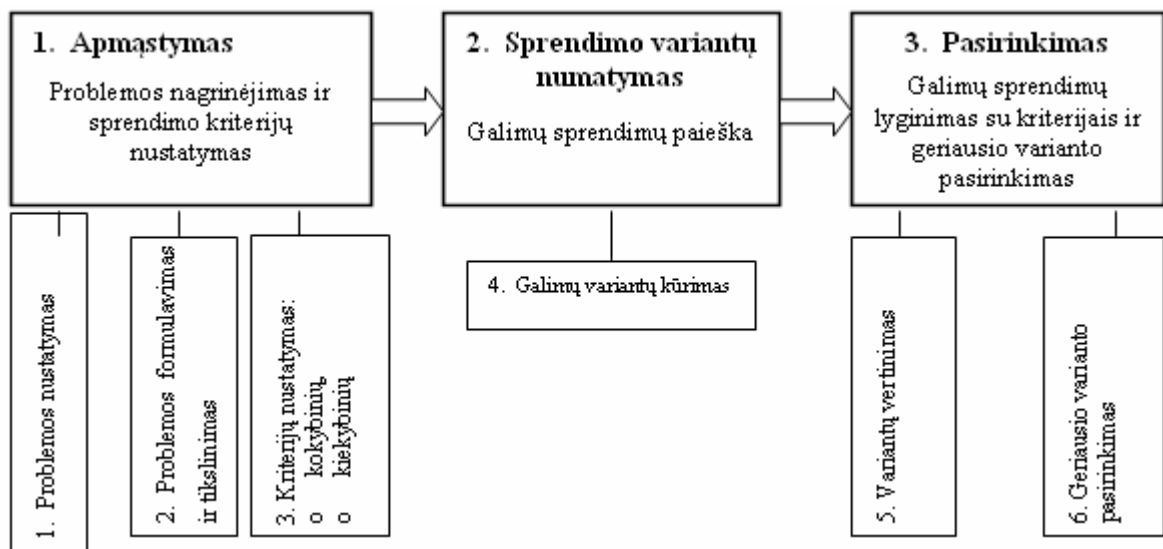 1. Apmąstymas
Problemos nagrinėjimas ir
sprendimo kriterijų
nustatymas
2. Sprendimo variantų
numatymas
Galimų sprendimų paieška
3. Pasirinkimas
Galimų sprendimų
lyginimas su kriterijais ir
geriausio varianto
pasirinkimas
1. Problemos nustatymas
2. Problemos formulavimas
ir tikslinimas
3. Kriterijų nustatymas:
o kokybinių,
o kiekybinių
4. Galimų variantų kūrimas
5. Variantų vertinimas
6. Geriausio varianto
pasirinkimas